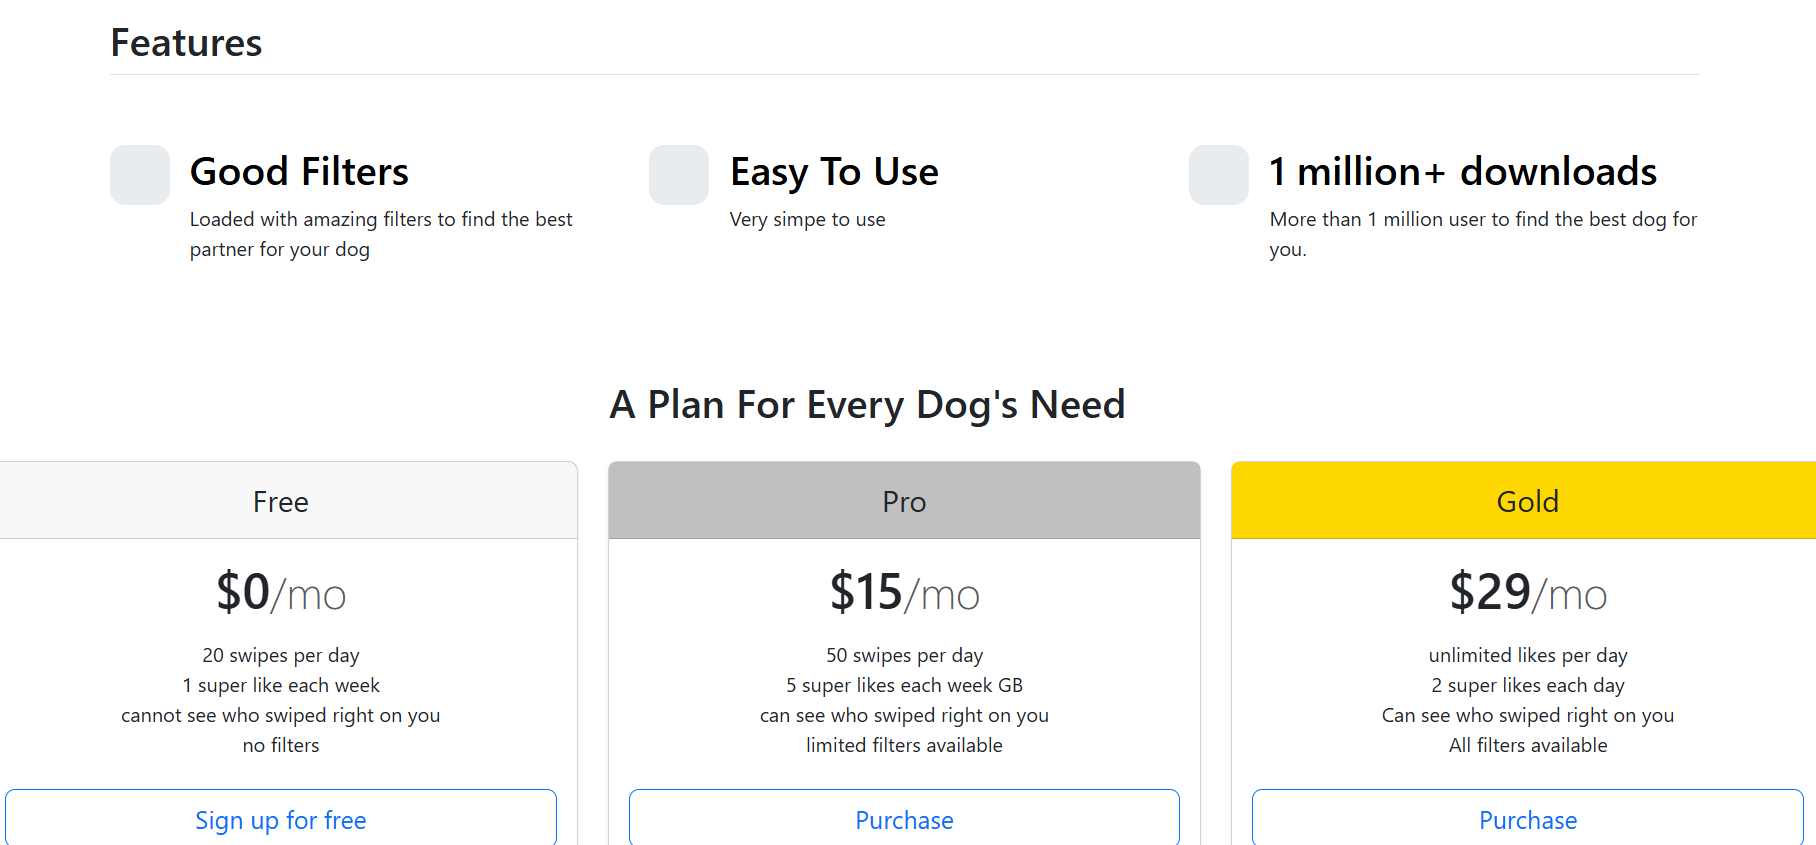 Features
Good Filters
Loaded with amazing filters to find the best
partner for your dog
Easy To Use
Very simpe to use
1 million+ downloads
More than 1 million user to find the best dog for
you.
A Plan For Every Dog's Need
Free
$0/mo
20 swipes per day
1 super like each week
cannot see who swiped right on you
no filters
Sign up for free
Pro
$15/mo
50 swipes per day
5 super likes each week GB
can see who swiped right on you
limited filters available
Purchase
Gold
$29/mo
unlimited likes per day
2 super likes each day
Can see who swiped right on you
All filters available
Purchase